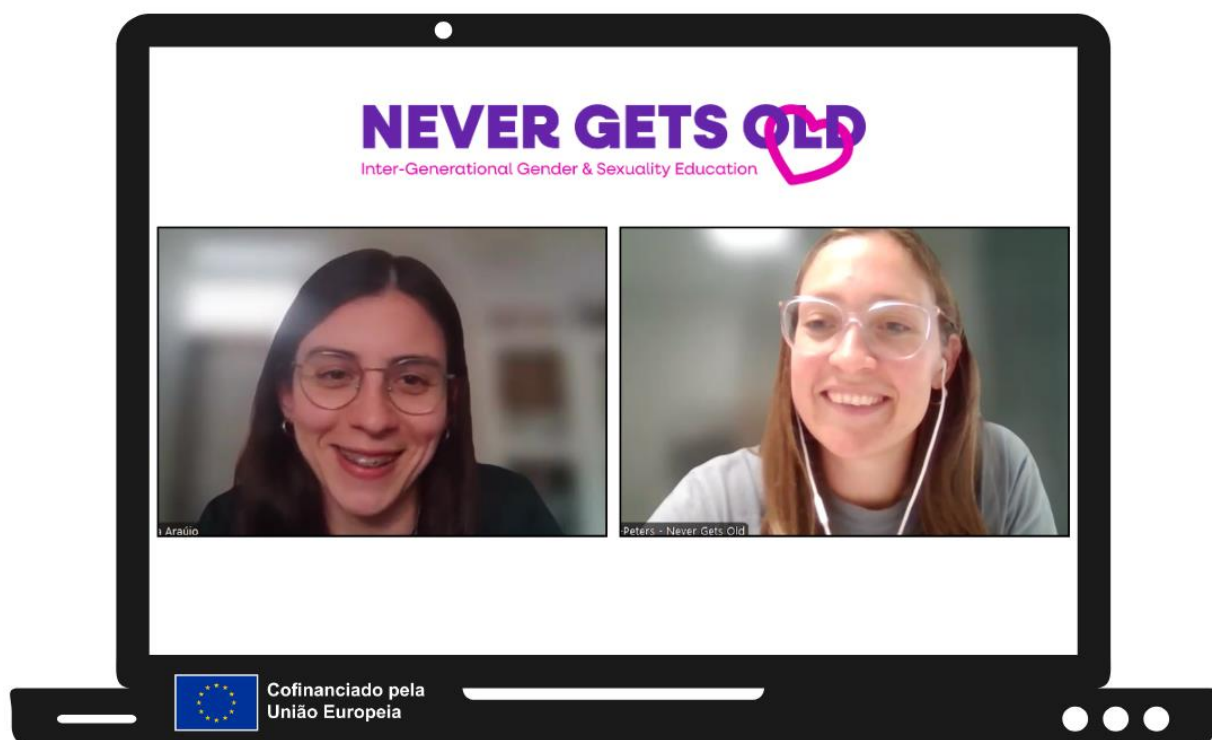 NEVER GETS OLD
Inter-Generational Gender & Sexuality Education
Araújo
Peters - Never Gets Old
Cofinanciado pela
União Europeia